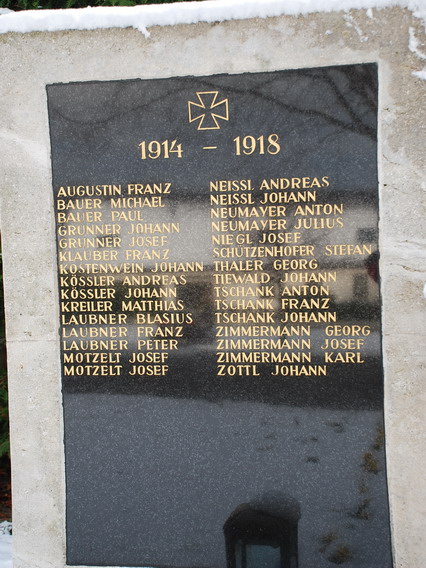 1914 – 1918
AUGUSTIN FRANZ
BAUER MICHAEL
BAUER PAUL
GRUNNER JOHANN
GRUNNER JOSEF
KLAUBER FRANZ
KOSTENWEIN JOHANN
KÖSSLER ANDREAS
KÖSSLER JOHANN
KREILER MATTHIAS
LAUBNER BLASIUS
LAUBNER FRANZ
LAUBNER PETER
MOTZELT JOSEF
MOTZELT JOSEF
NEISSL ANDREAS
NEISSL JOHANN
NEUMAYER ANTON
NEUMAYER JULIUS
NIEGL JOSEF
SCHÜTZENHOFER STEFAN
THALER GEORG
TIEWALD JOHANN
TSCHANK ANTON
TSCHANK FRANZ
TSCHANK JOHANN
ZIMMERMANN GEORG
ZIMMERMANN JOSEF
ZIMMERMANN KARL
ZOTTL JOHANN